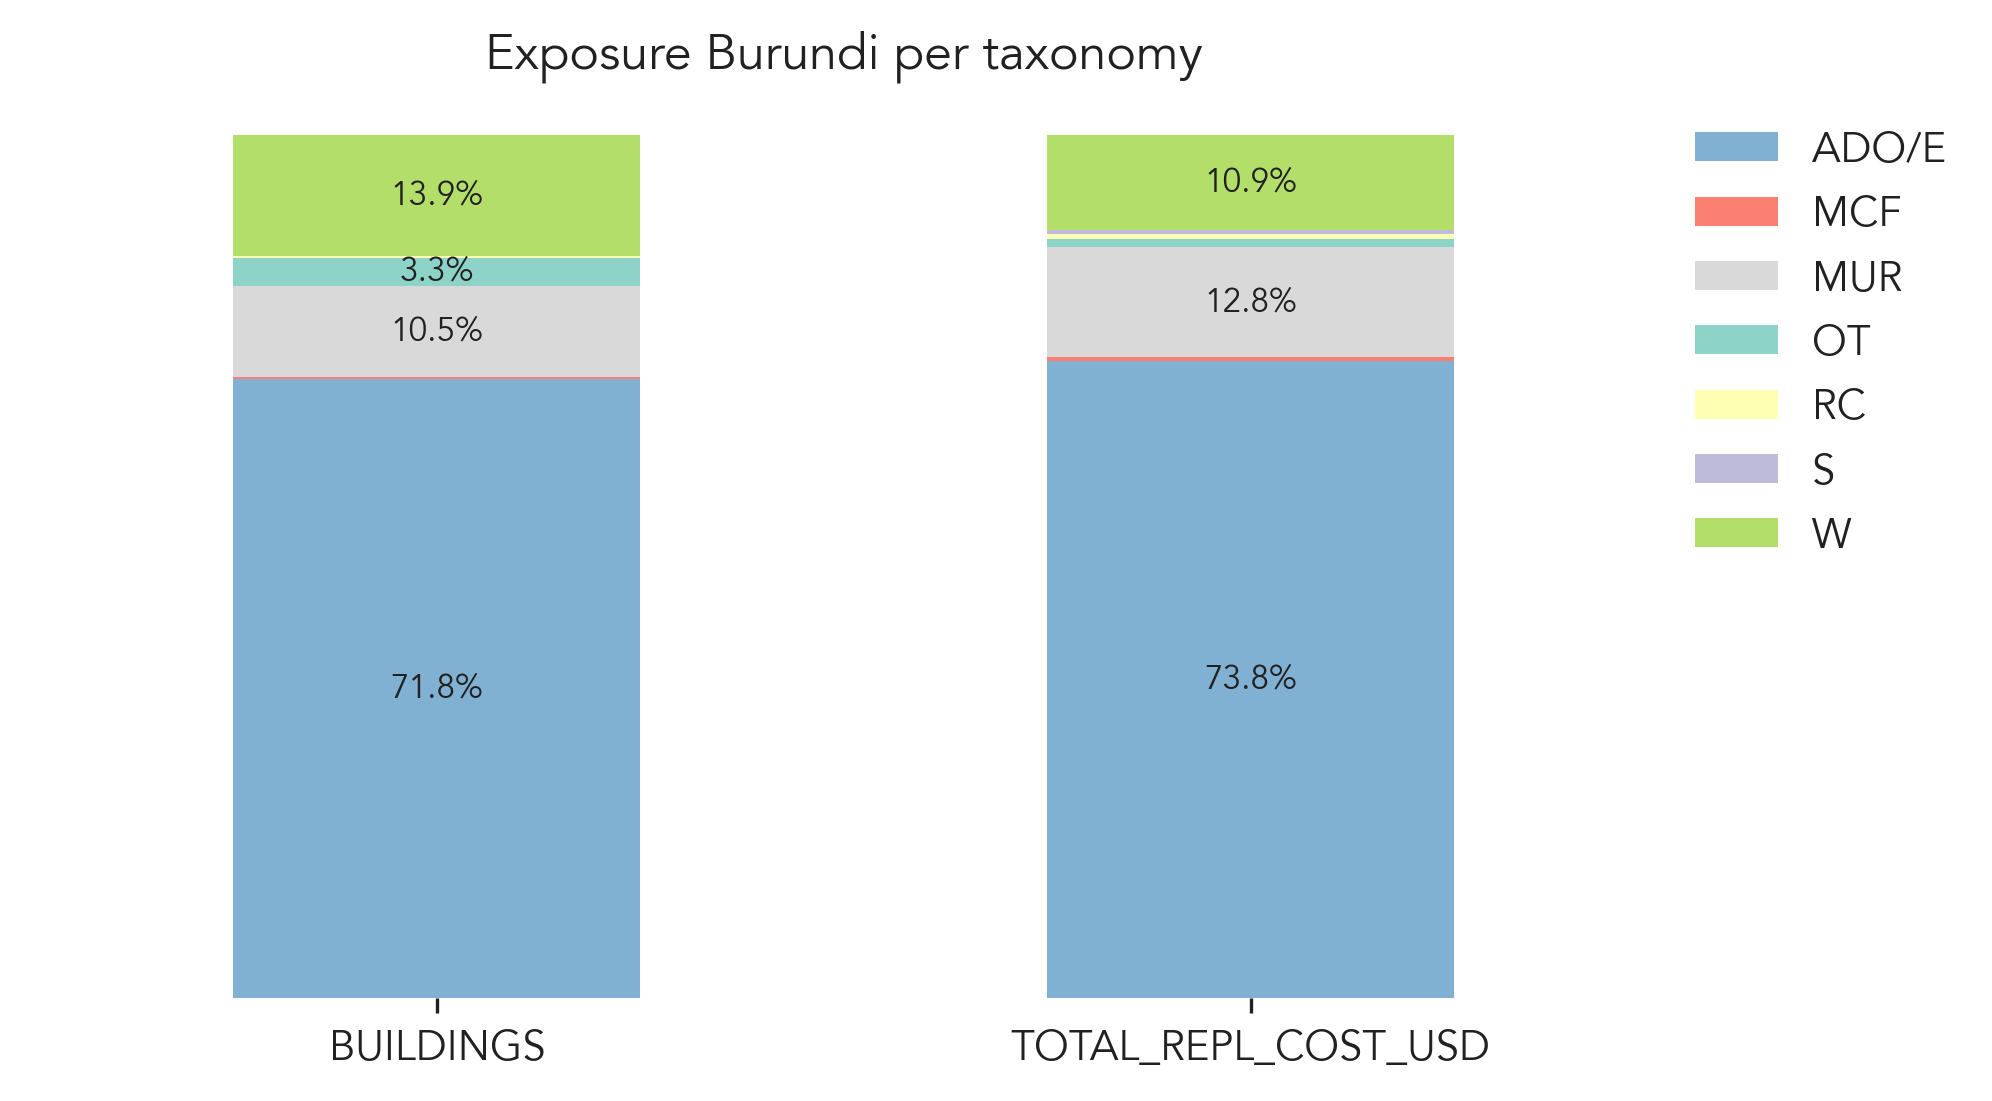 Exposure Burundi per taxonomy
13.9%
3.3%
10.5%
71.8%
BUILDINGS
10.9%
12.8%
73.8%
TOTAL_REPL_COST_USD
ADO/E
MCF
MUR
OT
RC
S
W